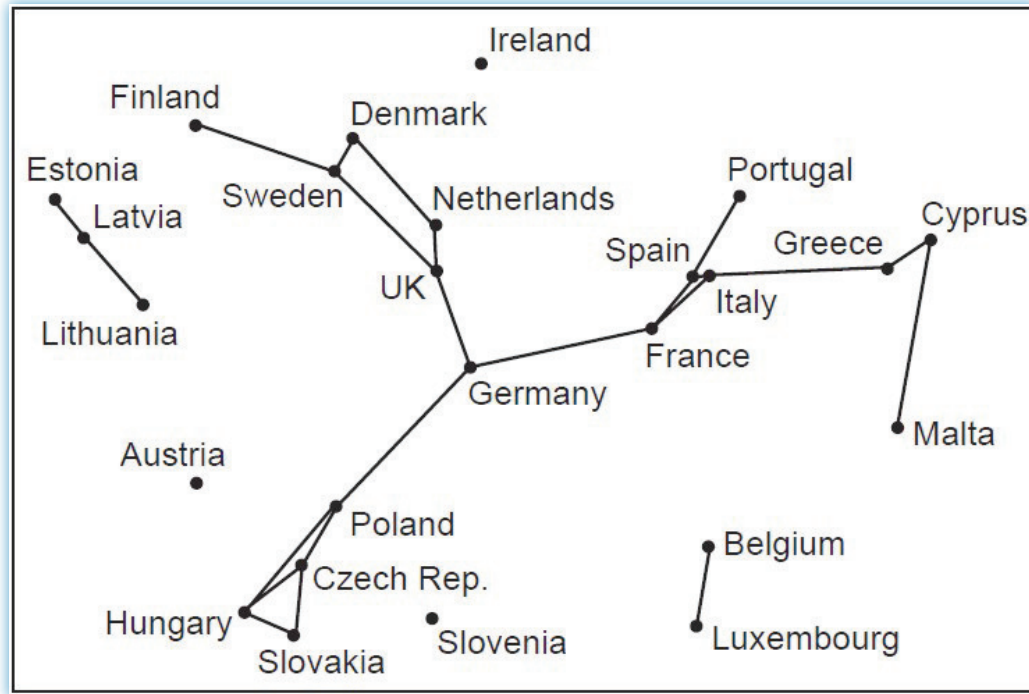 Ireland
Finland
Denmark
Estonia
Portugal
Sweden
Netherlands
Latvia
Cyprus
Greece
Spain
UK
Italy
Lithuania
France
Germany
Malta
Austria
Poland
Belgium
Czech Rep.
Hungary
Slovenia
Luxembourg
Slovakia